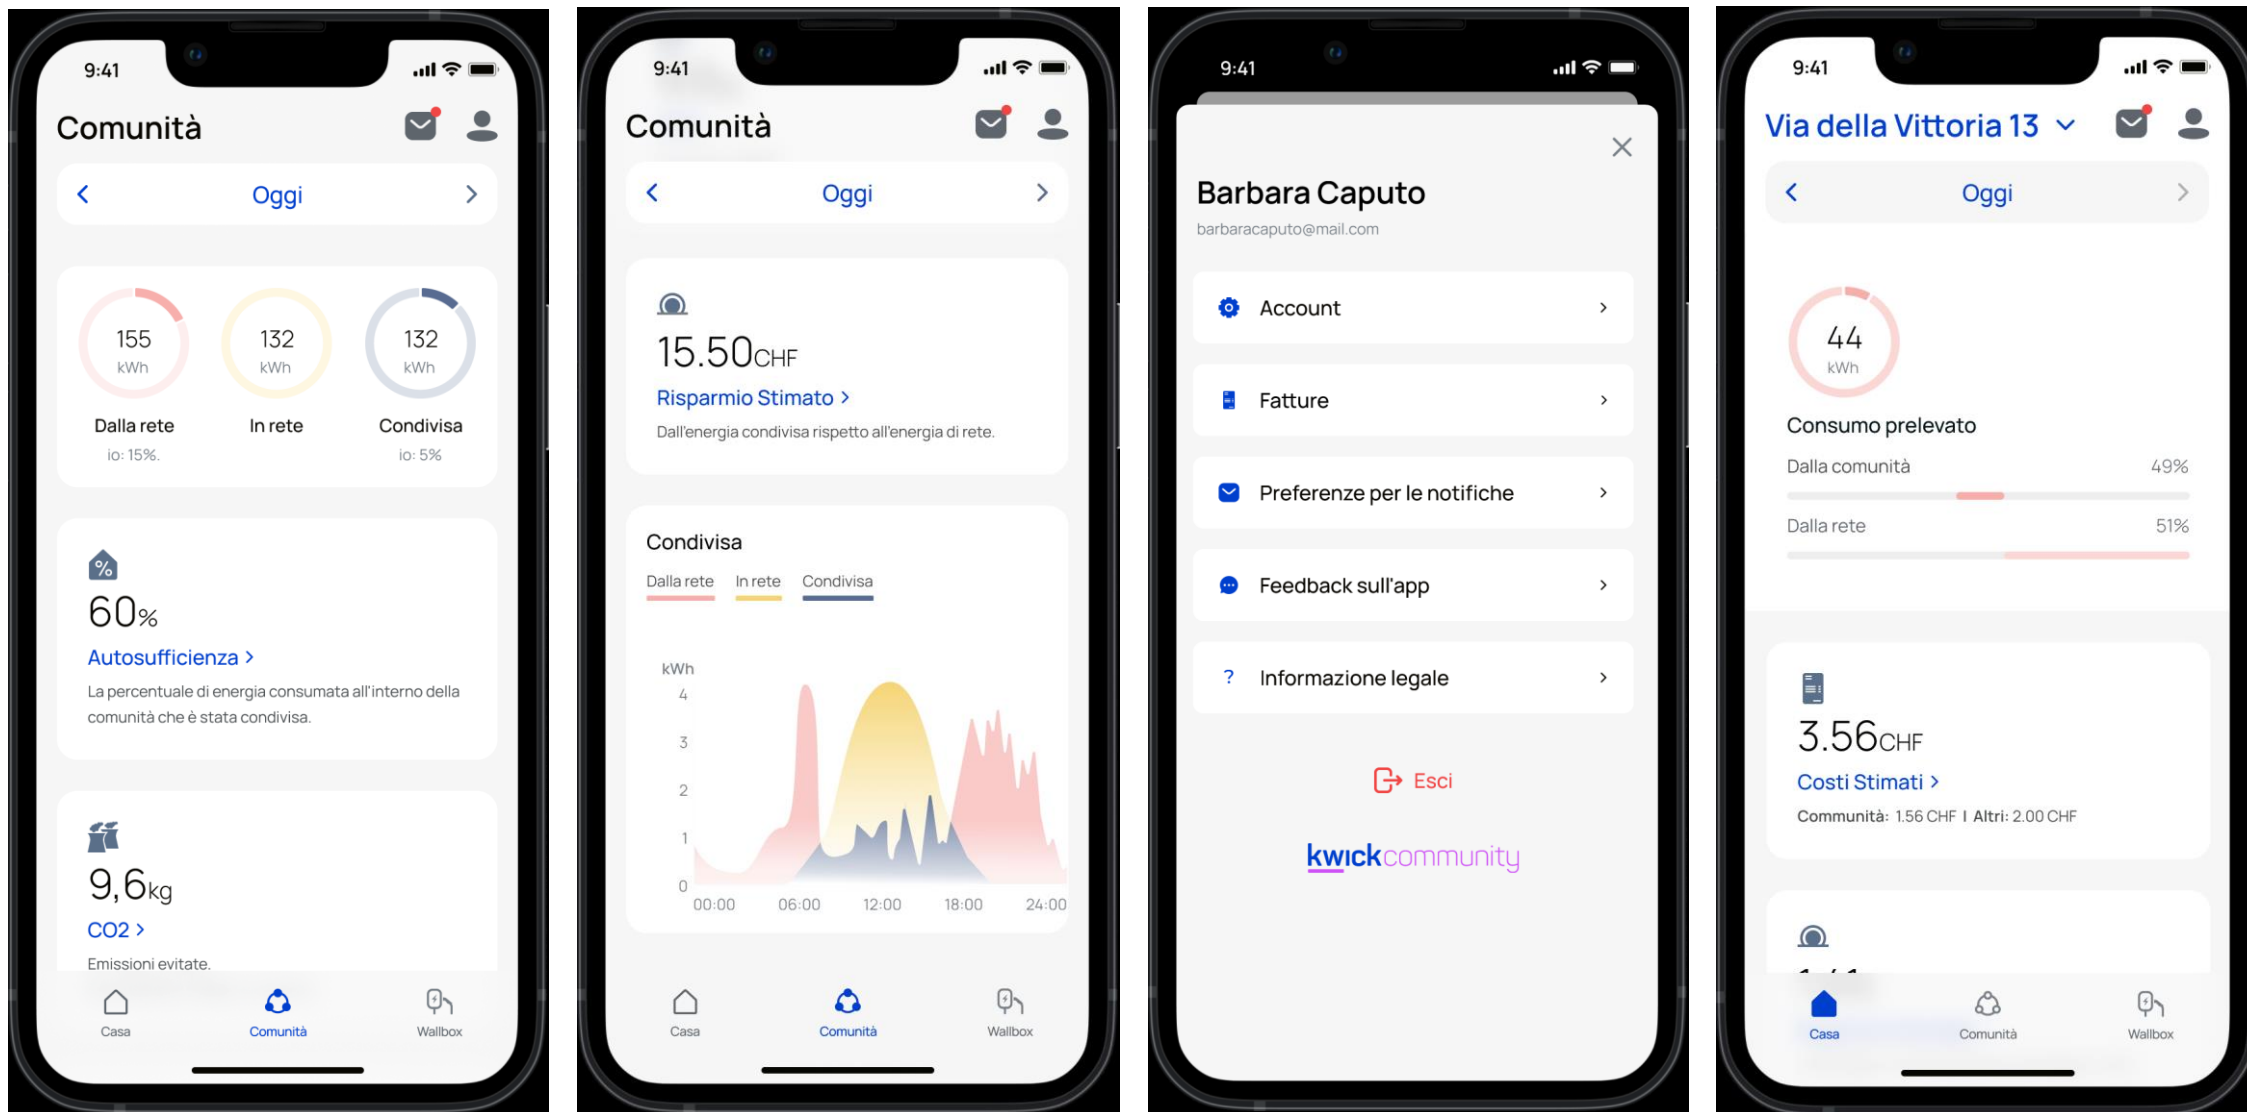 9:41
Comunità
Oggi
155
kWh
132
kWh
132
kWh
Dalla rete
In rete
Condivisa
io: 15%.
io: 5%
60%
Autosufficienza >
La percentuale di energia consumata all'interno della
comunità che è stata condivisa.
9,6kg
CO2 >
Emissioni evitate.
Casa
Comunità
Wallbox
9:41
Comunità
Oggi
15.50CHF
Risparmio Stimato >
Dall'energia condivisa rispetto all'energia di rete.
Condivisa
Dalla rete
In rete
Condivisa
kWh
4
3
2
1
0
00:00
06:00
12:00
18:00
24:00
Casa
Comunità
Wallbox
9:41
Barbara Caputo
barbaracaputo@mail.com
Account
Fatture
Preferenze per le notifiche
Feedback sull'app
? Informazione legale
Esci
kwickcommunity
9:41
Via della Vittoria 13
Oggi
44
kWh
Consumo prelevato
Dalla comunità 49%
Dalla rete 51%
3.56CHF
Costi Stimati >
Communità: 1.56 CHF I Altri: 2.00 CHF
Casa
Comunità
Wallbox